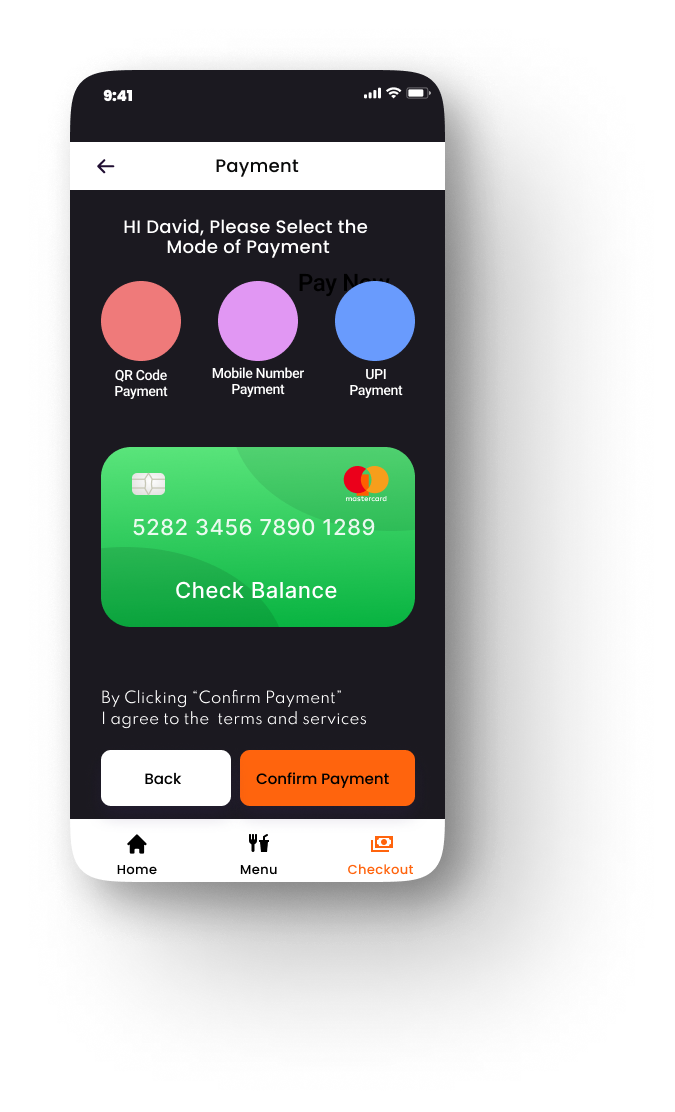 9:41
Payment
HI David, Please Select the
Mode of Payment
Pay Now
QR Code
Payment
Mobile Number
Payment
UPI
Payment
mastercard
5282 3456 7890 1289
Check Balance
By Clicking “Confirm Payment”
I agree to the terms and services
Back
Confirm Payment
Home
Menu
Checkout